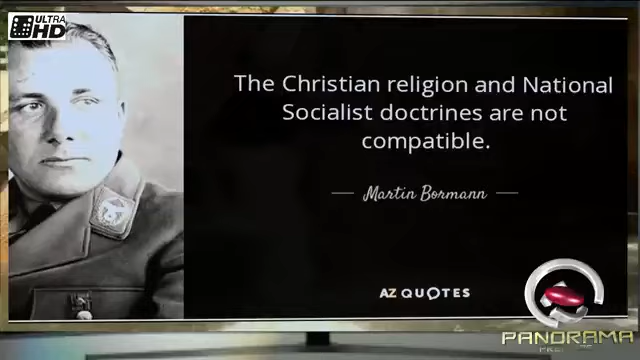 ULTRA
HD
The Christian religion and National
Socialist doctrines are not
compatible.
Martin Bormann
AZ QUOTES
PANORAMA